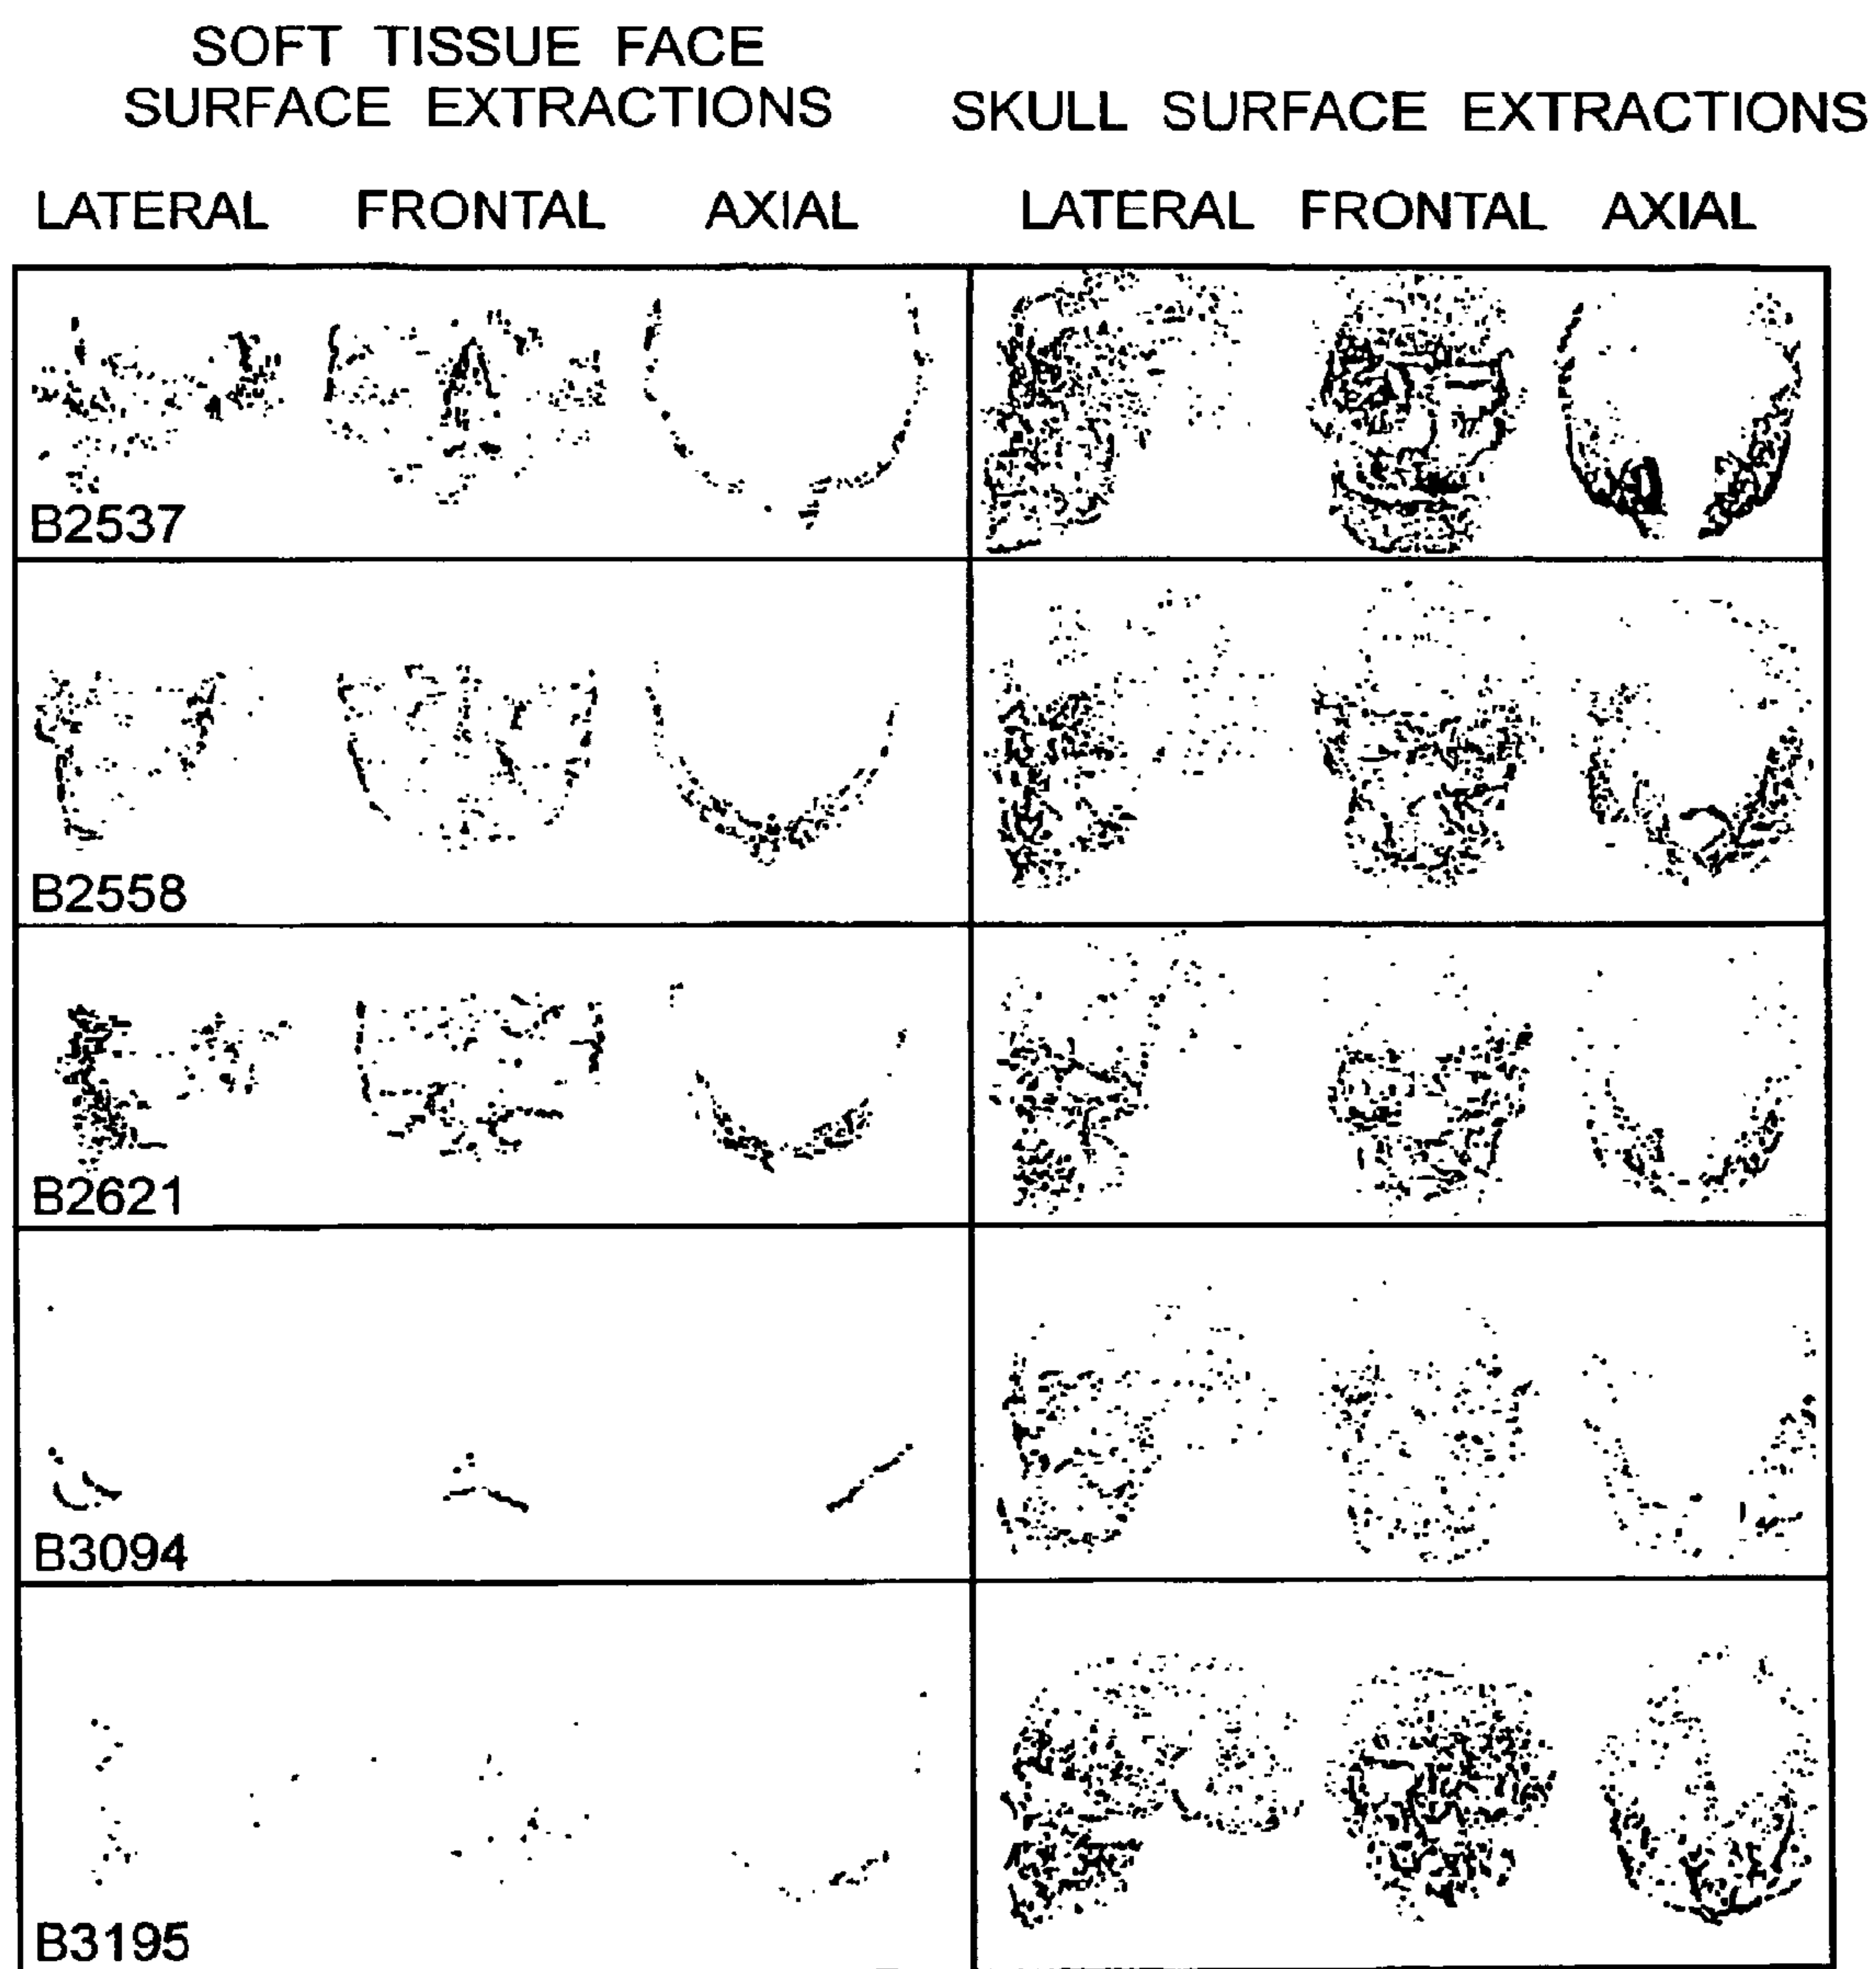 SOFT TISSUE FACE
SURFACE EXTRACTIONS
SKULL SURFACE EXTRACTIONS
LATERAL FRONTAL AXIAL LATERAL FRONTAL AXIAL
B2537
B2558
B2621
B3094
B3195